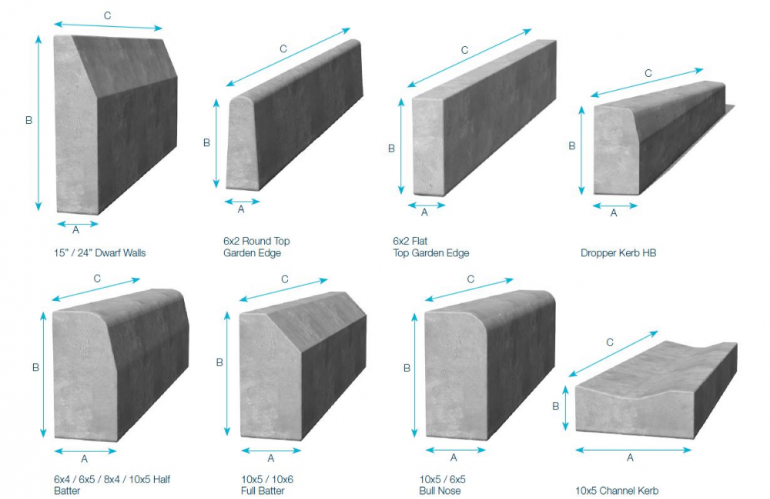 C
B
A
15" / 24" Dwarf Walls
C
B
A
6x2 Round Top
Garden Edge
C
B
A
6x2 Flat
Top Garden Edge
C
B
A
Dropper Kerb HB
C
B
A
6x4 / 6x5 / 8x4 / 10x5 Half
Batter
C
B
A
10x5 / 10x6
Full Batter
C
B
A
10x5 / 6x5
Bull Nose
C
B
A
10x5 Channel Kerb